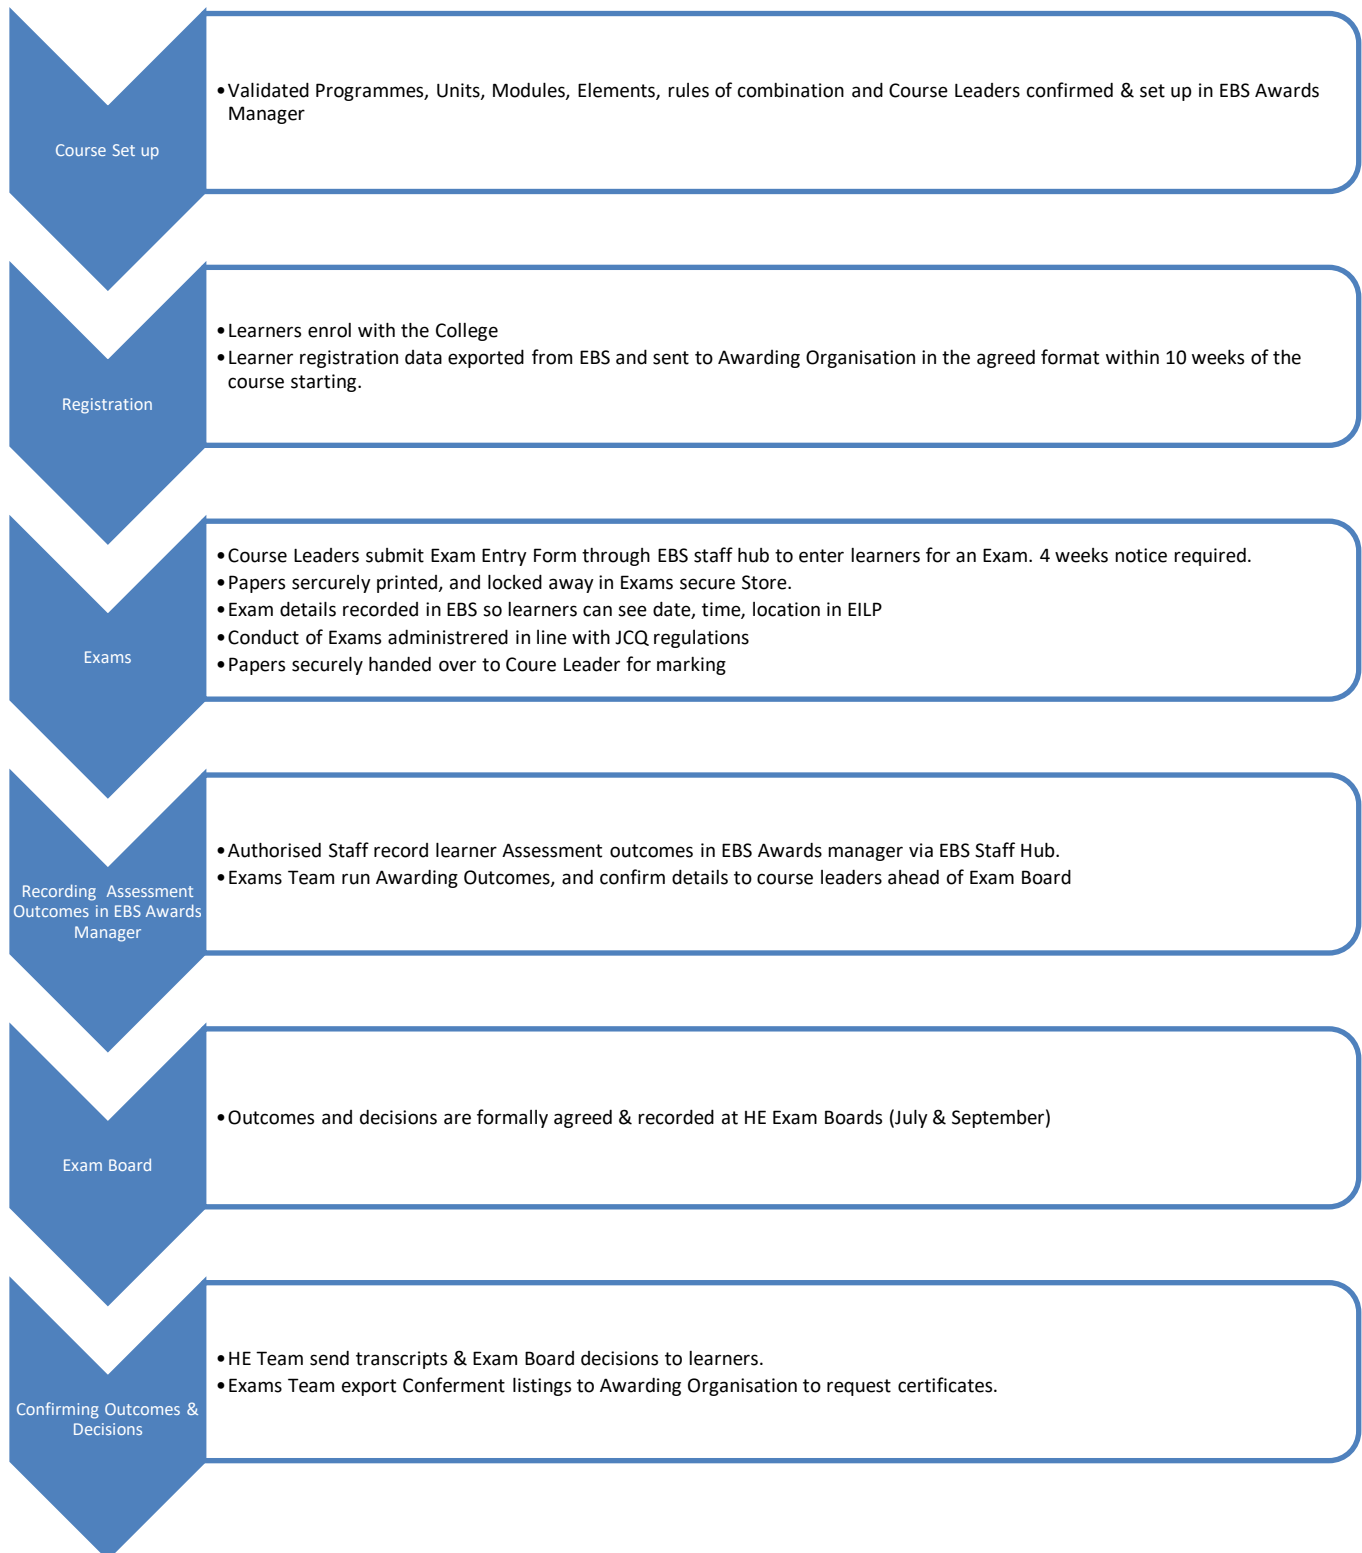 Course Set up
•Validated Programmes, Units, Modules, Elements, rules of combination and Course Leaders confirmed & set up in EBS Awards
Manager
Registration
•Learners enrol with the College
•Learner registration data exported from EBS and sent to Awarding Organisation in the agreed format within 10 weeks of the
course starting.
Exams
•Course Leaders submit Exam Entry Form through EBS staff hub to enter learners for an Exam. 4 weeks notice required.
•Papers sercurely printed, and locked away in Exams secure Store.
•Exam details recorded in EBS so learners can see date, time, location in EILP
•Conduct of Exams administrered in line with JCQ regulations
•Papers securely handed over to Coure Leader for marking
Recording Assessment
Outcomes in EBS Awards
Manager
•Authorised Staff record learner Assessment outcomes in EBS Awards manager via EBS Staff Hub.
•Exams Team run Awarding Outcomes, and confirm details to course leaders ahead of Exam Board
Exam Board
•Outcomes and decisions are formally agreed & recorded at HE Exam Boards (July & September)
Confirming Outcomes &
Decisions
•HE Team send transcripts & Exam Board decisions to learners.
•Exams Team export Conferment listings to Awarding Organisation to request certificates.